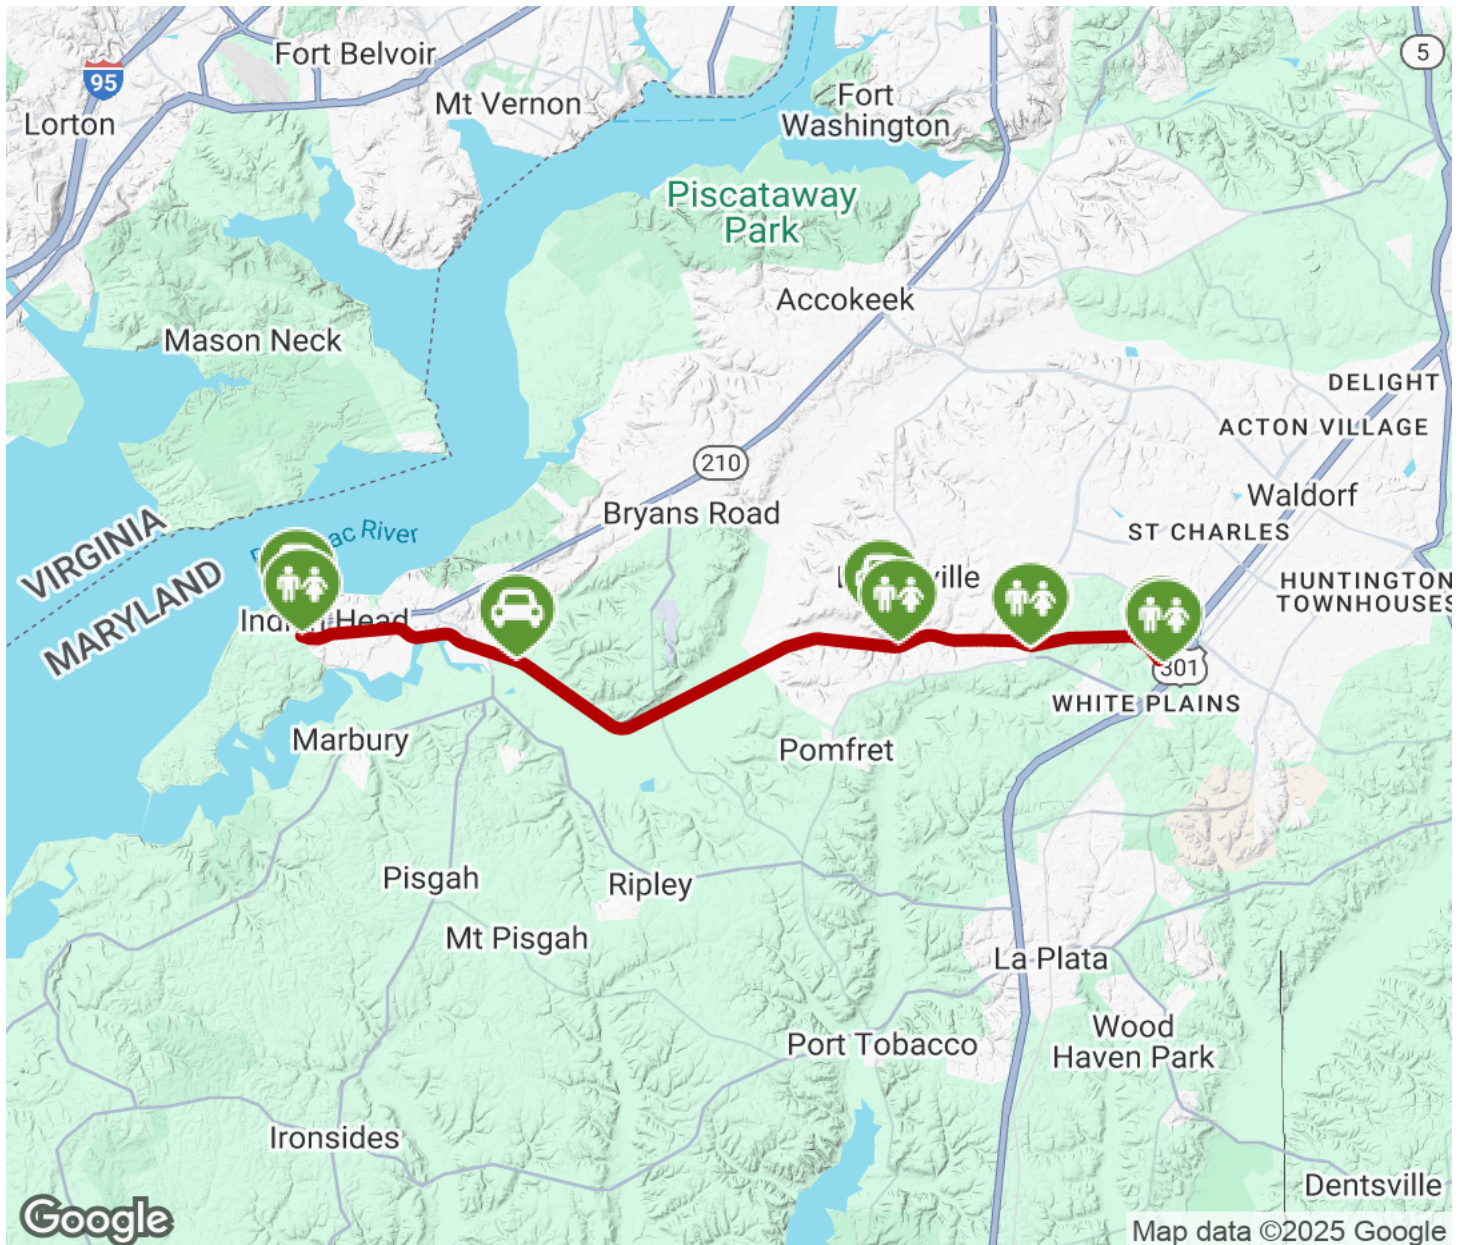 5
Fort Belvoir
95
Mt Vernon
Fort
Washington
Lorton
Piscataway
Park
Accokeek
Mason Neck
DELIGHT
ACTON VILLAGE
210
Waldorf
Bryans Road
VIRGINIA
ac River
ST CHARLES
MARYLAND
ville
HUNTINGTON
TOWNHOUSES
Head
301
WHITE PLAINS
Marbury
Pomfret
Pisgah
Ripley
Mt Pisgah
La Plata
Wood
Haven Park
Port Tobacco
Ironsides
Dentsville
Google
Map data ©2025 Google